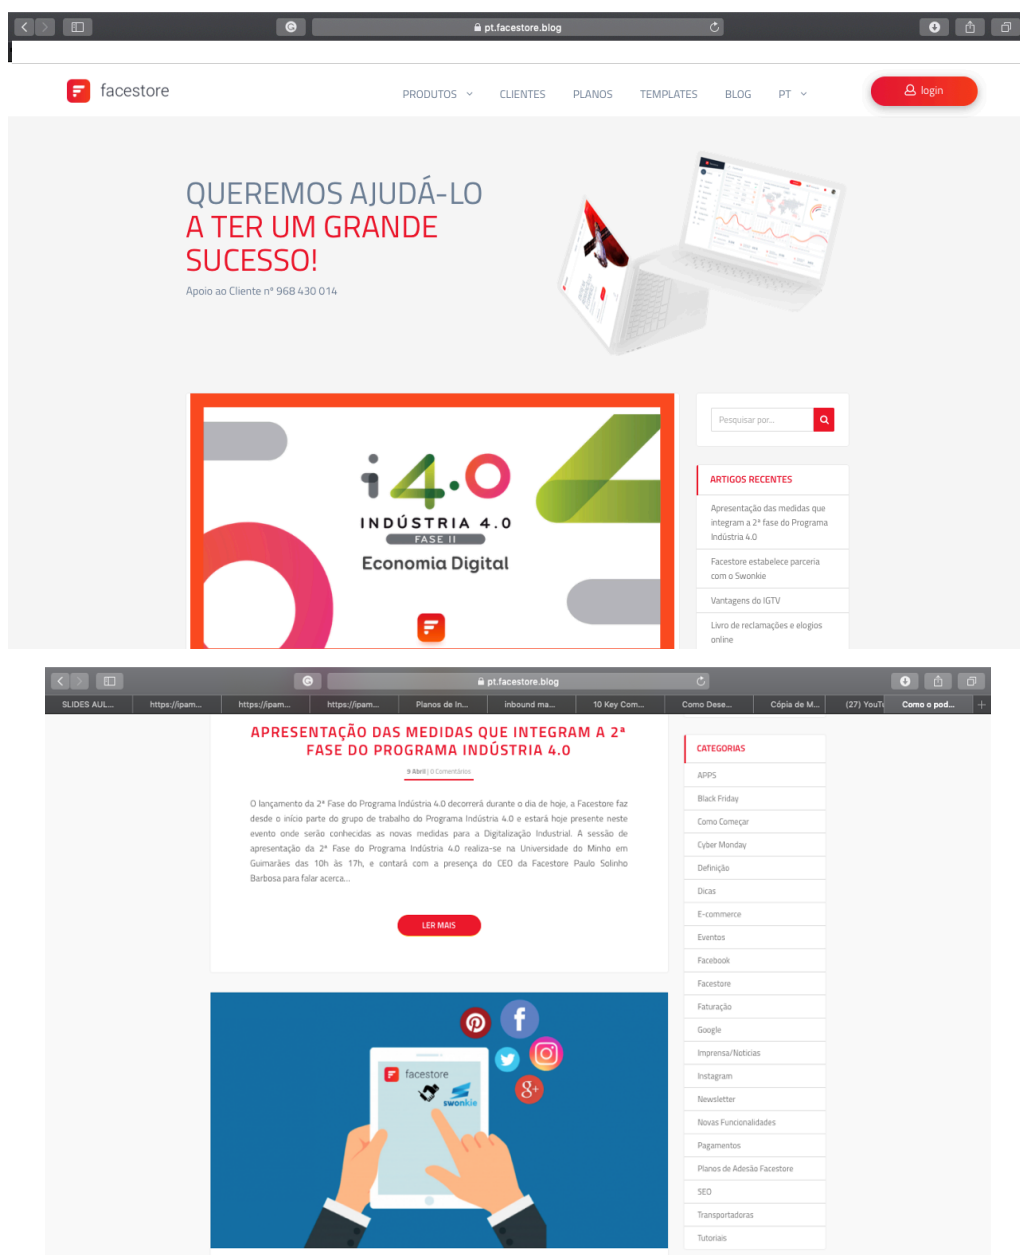 pt.facestore.blog
facestore
PRODUTOS
CLIENTES
PLANOS
TEMPLATES
BLOG
PT
login
QUEREMOS AJUDÁ-LO
A TER UM GRANDE
SUCESSO!
Apoio ao Cliente nº 968 430 014
i4.0
INDÚSTRIA 4.0
FASE II
Economia Digital
Pesquisar por...
ARTIGOS RECENTES
Apresentação das medidas que
integram a 2ª fase do Programa
Indústria 4.0
Facestore estabelece parceria
com o Swonkie
Vantagens do IGTV
Livro de reclamações e elogios
online
pt.facestore.blog
SLIDES AUL...
https://ipam...
https://ipam...
https://ipam...
Planos de In...
inbound ma...
10 Key Com...
Como Dese...
Cópia de M...
(27) YouTu
Como o pod...
APRESENTAÇÃO DAS MEDIDAS QUE INTEGRAM A 2ª
FASE DO PROGRAMA INDÚSTRIA 4.0
9 Abril | 0 Comentários
O lançamento da 2ª Fase do Programa Indústria 4.0 decorrerá durante o dia de hoje, a Facestore faz
desde o início parte do grupo de trabalho do Programa Indústria 4.0 e estará hoje presente neste
evento onde serão conhecidas as novas medidas para a Digitalização Industrial. A sessão de
apresentação da 2ª Fase do Programa Indústria 4.0 realiza-se na Universidade do Minho em
Guimarães das 10h às 17h, e contará com a presença do CEO da Facestore Paulo Solinho
Barbosa para falar acerca...
LER MAIS
facestore
swonkie
CATEGORIAS
APPS
Black Friday
Como Começar
Cyber Monday
Definição
Dicas
E-commerce
Eventos
Facebook
Facestore
Faturação
Google
Imprensa/Noticias
Instagram
Newsletter
Novas Funcionalidades
Pagamentos
Planos de Adesão Facestore
SEO
Transportadoras
Tutoriais